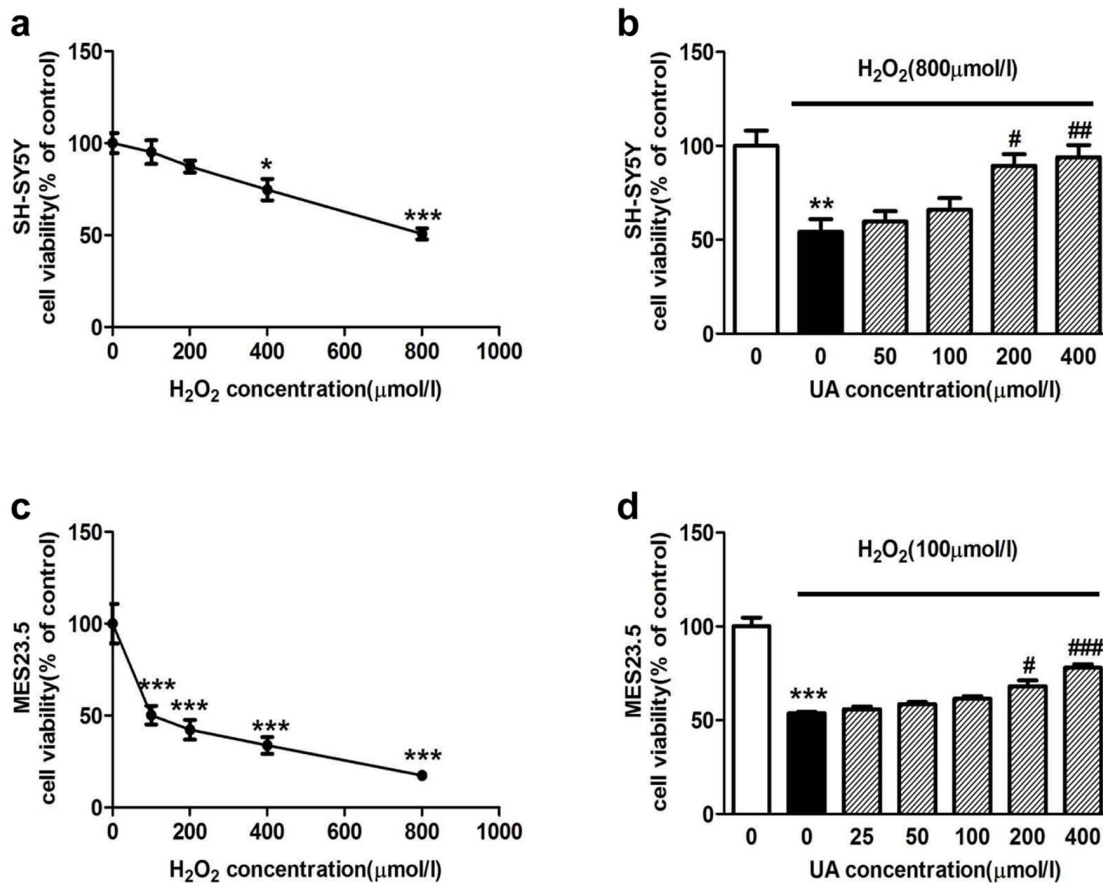 a
150
100
50
0
SH-SY5Y
cell viability(% of control)
*
***
0 200 400 600 800 1000
H₂O₂ concentration(μmol/l)
b
H₂O₂(800μmol/l)
150
100
50
0
SH-SY5Y
cell viability(% of control)
**
#
##
0 0 50 100 200 400
UA concentration(μmol/l)
c
150
100
50
0
MES23.5
cell viability(% of control)
***
***
***
***
0 200 400 600 800 1000
H₂O₂ concentration(μmol/l)
d
H₂O₂(100μmol/l)
150
100
50
0
MES23.5
cell viability(% of control)
***
#
###
0 0 25 50 100 200 400
UA concentration(μmol/l)